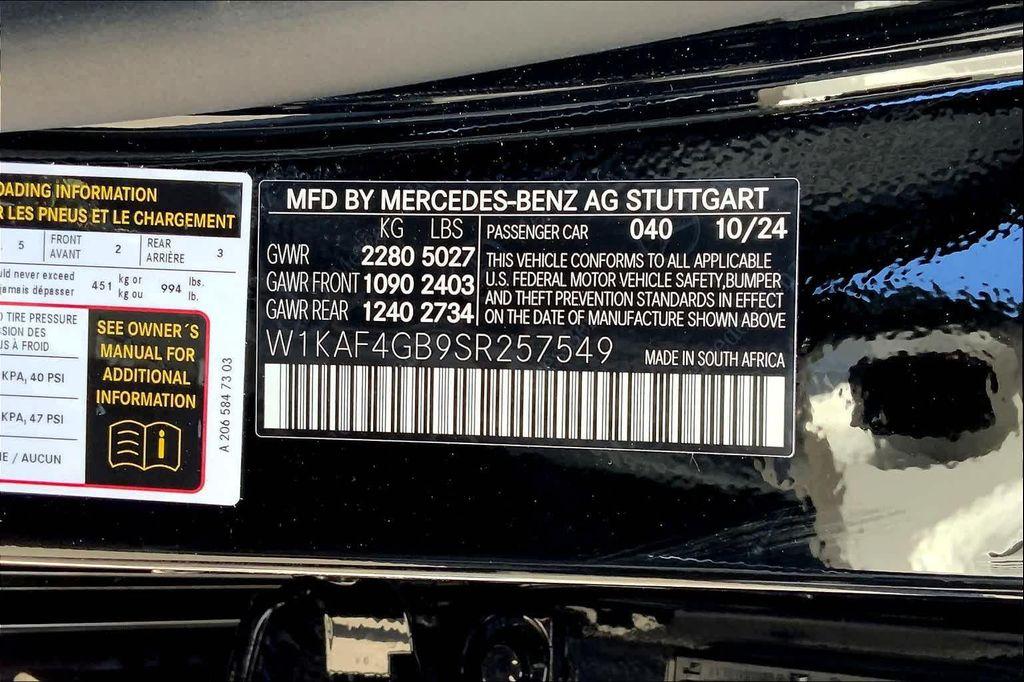 OADING INFORMATION
R LES PNEUS ET LE CHARGEMENT
5 FRONT AVANT 2 REAR ARRIÈRE 3
uld never exceed
jamais dépasser
451 kg or kg ou 994 lbs. lb.
TIRE PRESSURE
SION DES
US À FROID
KPA, 40 PSI
KPA, 47 PSI
NE / AUCUN
SEE OWNER´S
MANUAL FOR
ADDITIONAL
INFORMATION
A 206 584 73 03
MFD BY MERCEDES-BENZ AG STUTTGART
KG LBS
GVWR 2280 5027
GAWR FRONT 1090 2403
GAWR REAR 1240 2734
PASSENGER CAR 040 10/24
THIS VEHICLE CONFORMS TO ALL APPLICABLE
U.S. FEDERAL MOTOR VEHICLE SAFETY,BUMPER
AND THEFT PREVENTION STANDARDS IN EFFECT
ON THE DATE OF MANUFACTURE SHOWN ABOVE
W1KAF4GB9SR257549
MADE IN SOUTH AFRICA